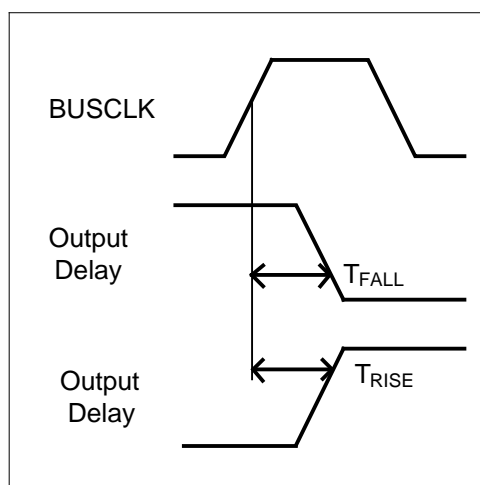 BUSCLK
Output
Delay
TFALL
Output
Delay
TRISE